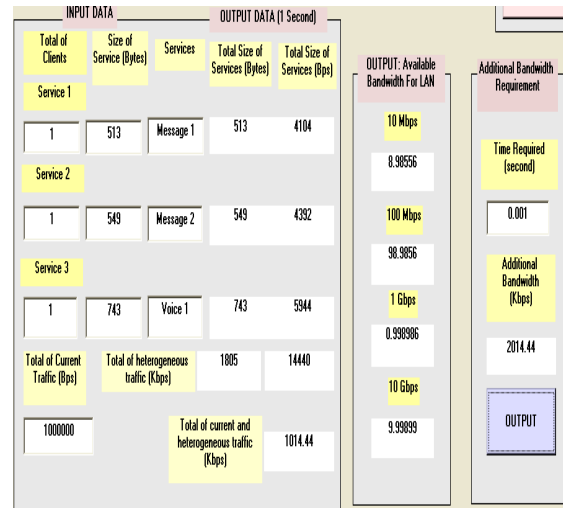 INPUT DATA
OUTPUT DATA (1 Second)
Total of
Clients
Size of
Service (Bytes)
Services
Total Size of
Services (Bytes)
Total Size of
Services (Bps)
Service 1
1
513
Message 1
513
4104
Service 2
1
549
Message 2
549
4392
Service 3
1
743
Voice 1
743
5944
Total of Current
Traffic (Bps)
Total of heterogeneous
traffic (Kbps)
1805
14440
1000000
Total of current and
heterogeneous traffic
(Kbps)
1014.44
OUTPUT: Available
Bandwidth For LAN
10 Mbps
8.98556
100 Mbps
98.9856
1 Gbps
0.998986
10 Gbps
9.99899
Additional Bandwidth
Requirement
Time Required
(second)
0.001
Additional
Bandwidth
(Kbps)
2014.44
OUTPUT